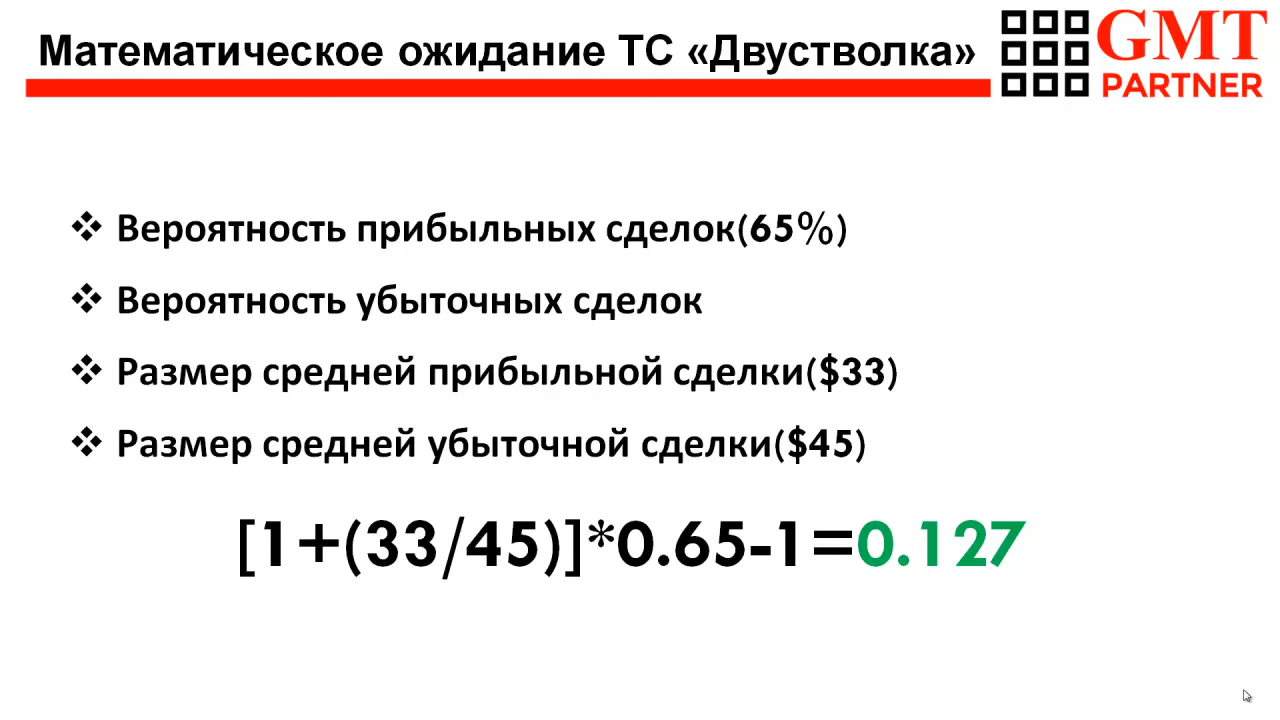 Математическое ожидание ТС «Двустволка»
GMT
PARTNER
❖ Вероятность прибыльных сделок(65%)
❖ Вероятность убыточных сделок
❖ Размер средней прибыльной сделки($33)
❖ Размер средней убыточной сделки($45)
[1+(33/45)]*0.65-1=0.127